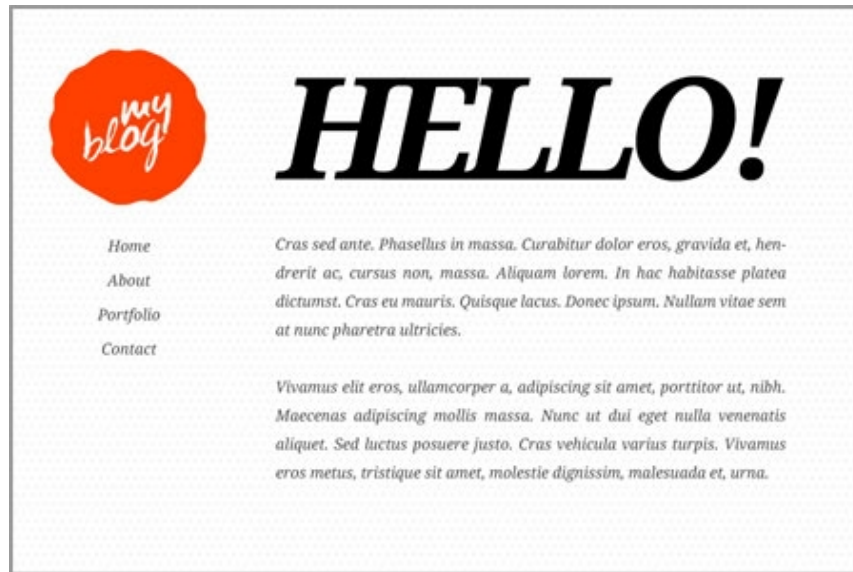 my
blog
HELLO!
Home
About
Portfolio
Contact
Cras sed ante. Phasellus in massa. Curabitur dolor eros, gravida et, hen-
drerit ac, cursus non, massa. Aliquam lorem. In hac habitasse platea
dictumst. Cras eu mauris. Quisque lacus. Donec ipsum. Nullam vitae sem
at nunc pharetra ultricies.
Vivamus elit eros, ullamcorper a, adipiscing sit amet, porttitor ut, nibh.
Maecenas adipiscing mollis massa. Nunc ut dui eget nulla venenatis
aliquet. Sed luctus posuere justo. Cras vehicula varius turpis. Vivamus
eros metus, tristique sit amet, molestie dignissim, malesuada et, urna.